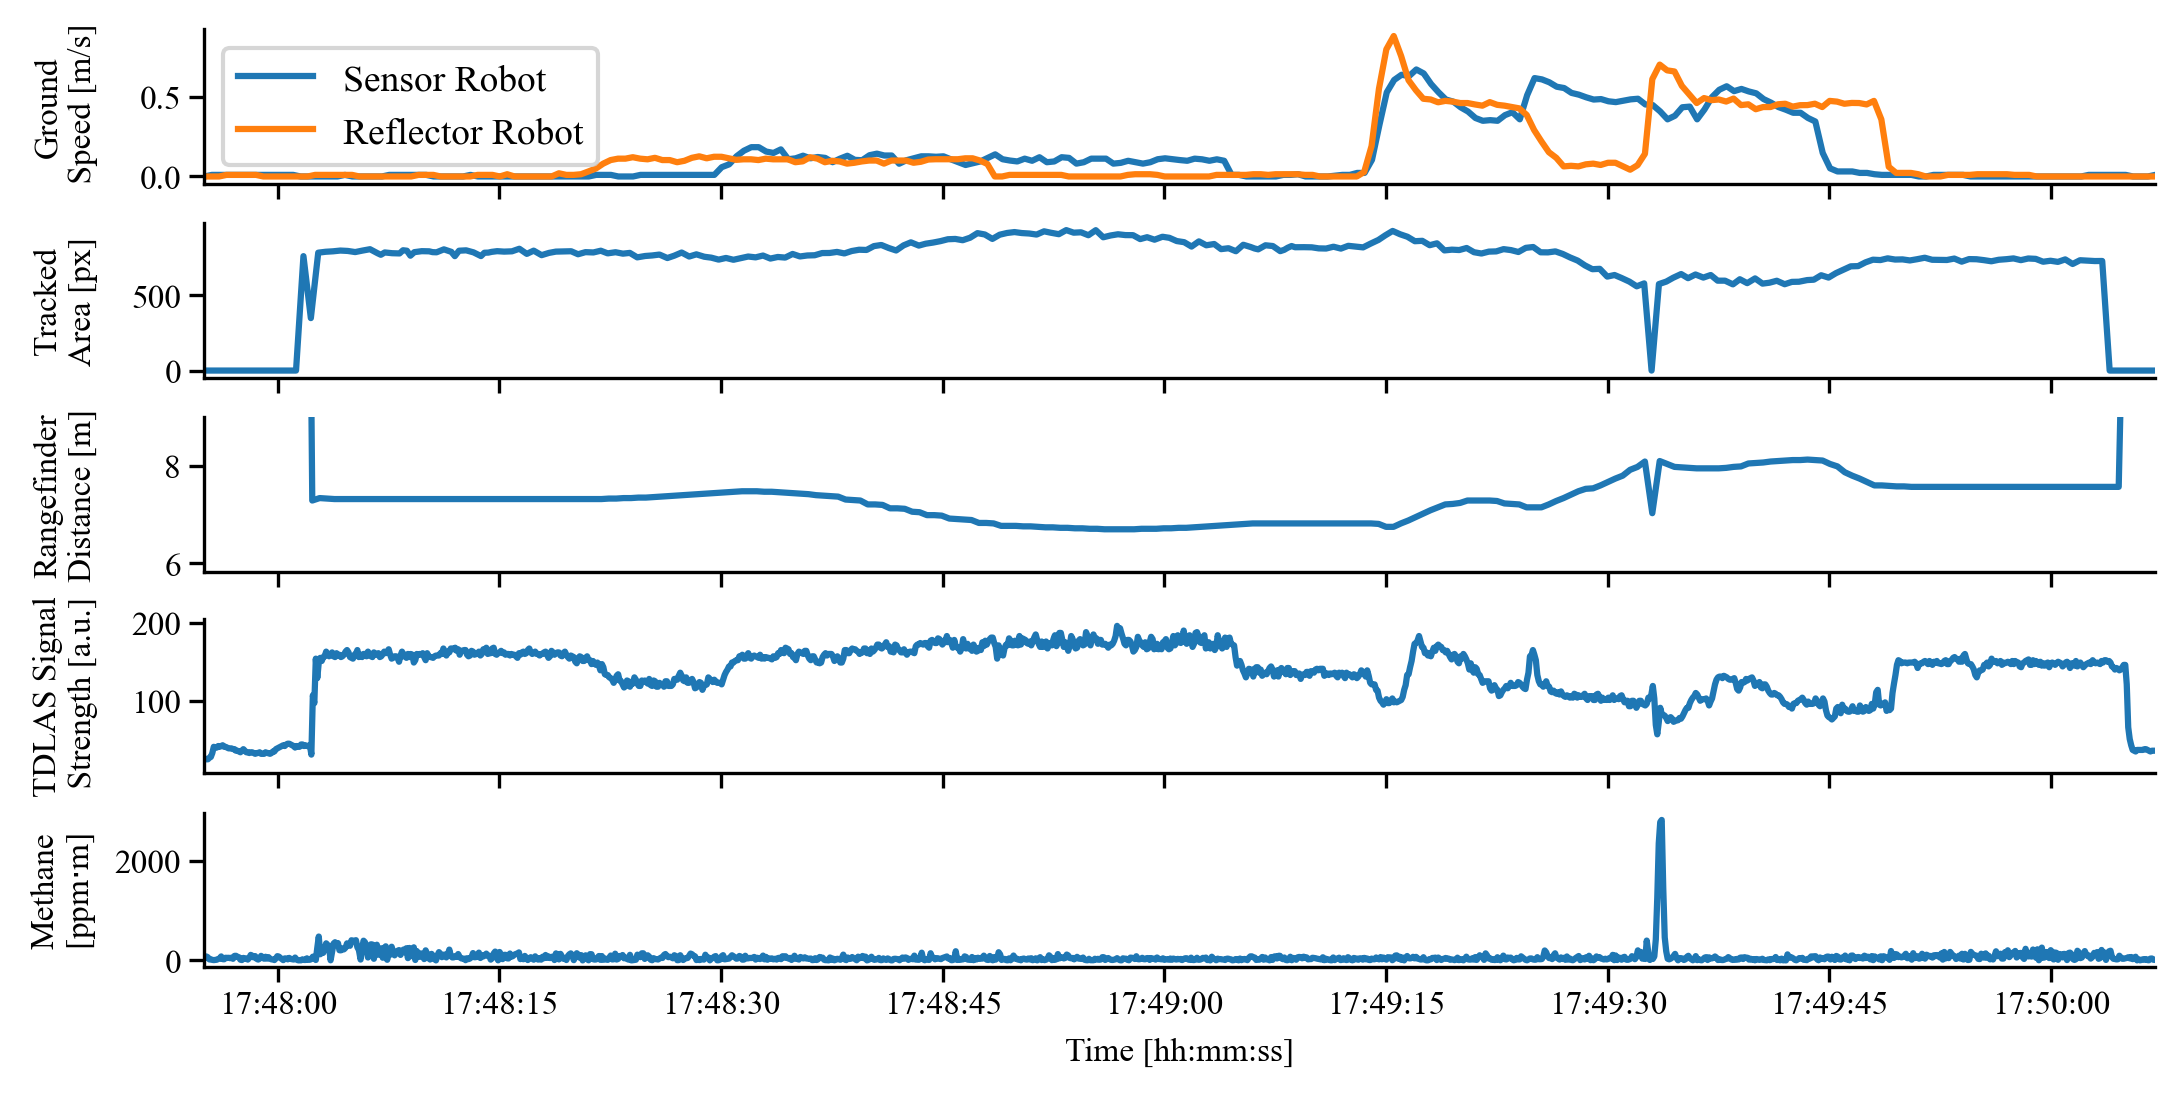 Ground
Speed [m/s]
0.5
0.0
Sensor Robot
Reflector Robot
Tracked
Area [px]
500
0
Rangefinder
Distance [m]
8
6
TDLAS Signal
Strength [a.u.]
200
100
Methane
[ppm·m]
2000
0
17:48:00 17:48:15 17:48:30 17:48:45 17:49:00 17:49:15 17:49:30 17:49:45 17:50:00
Time [hh:mm:ss]